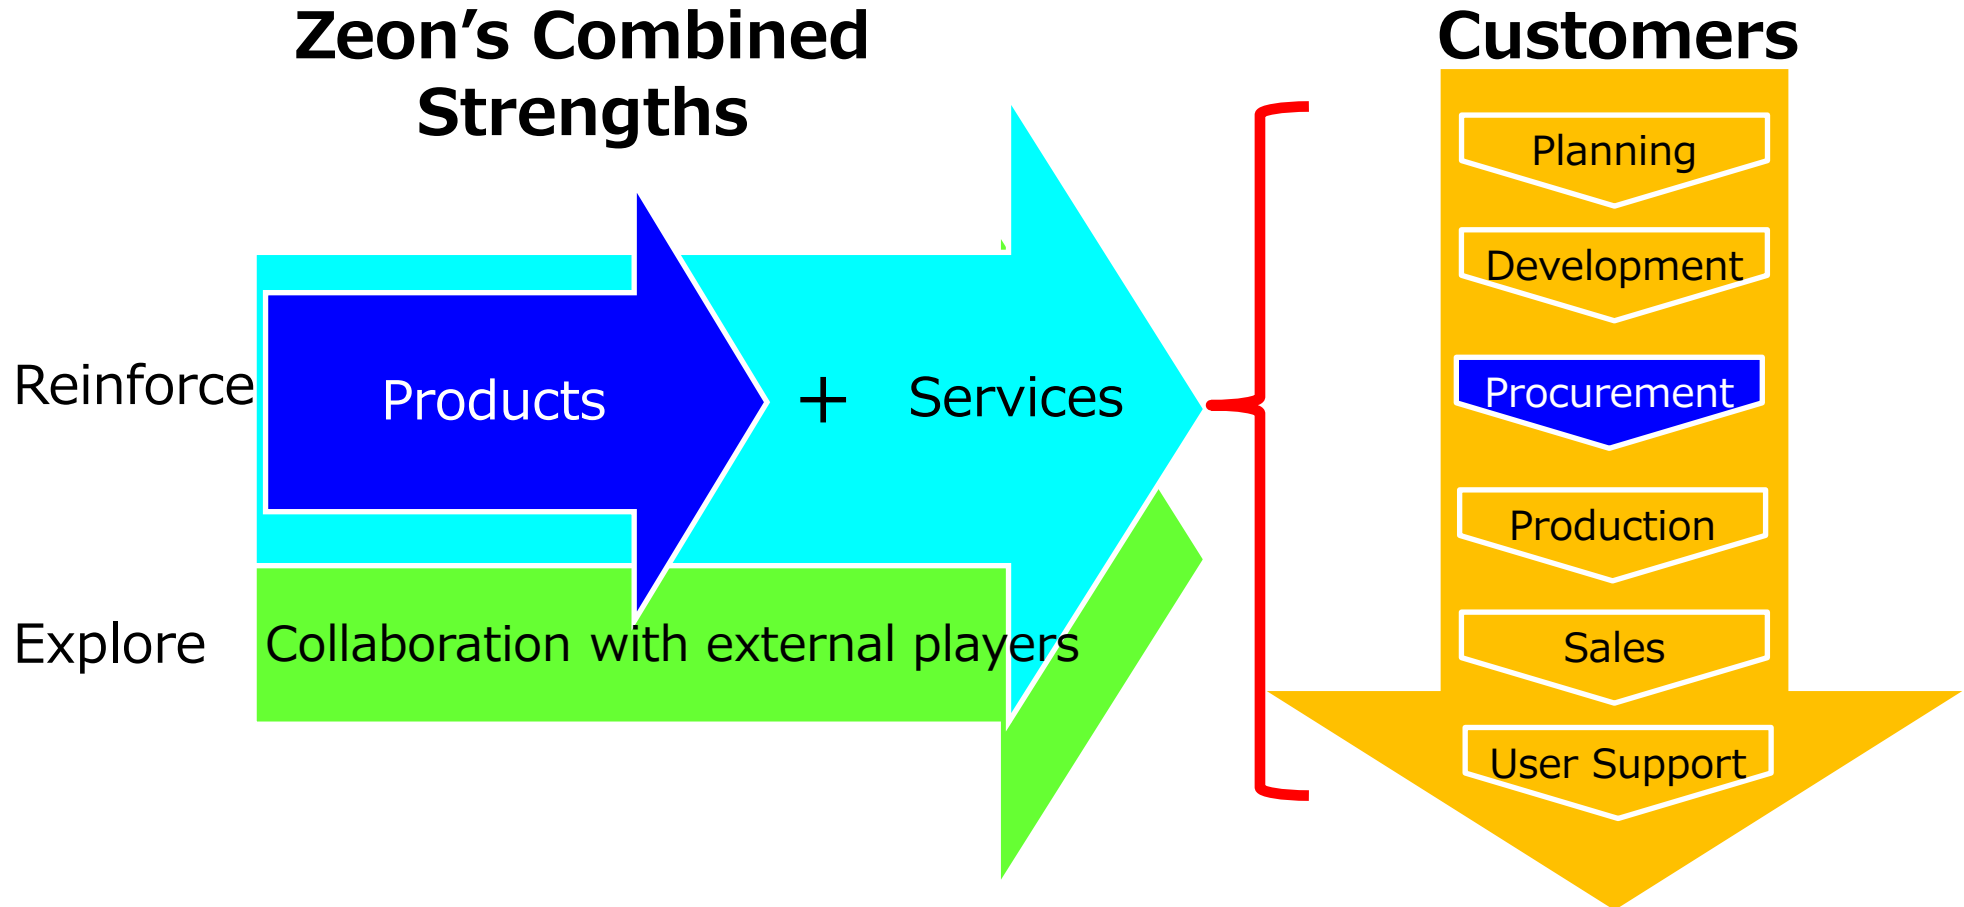 Zeon’s Combined
Strengths
Reinforce
Products
+
Services
Explore
Collaboration with external players
Customers
Planning
Development
Procurement
Production
Sales
User Support